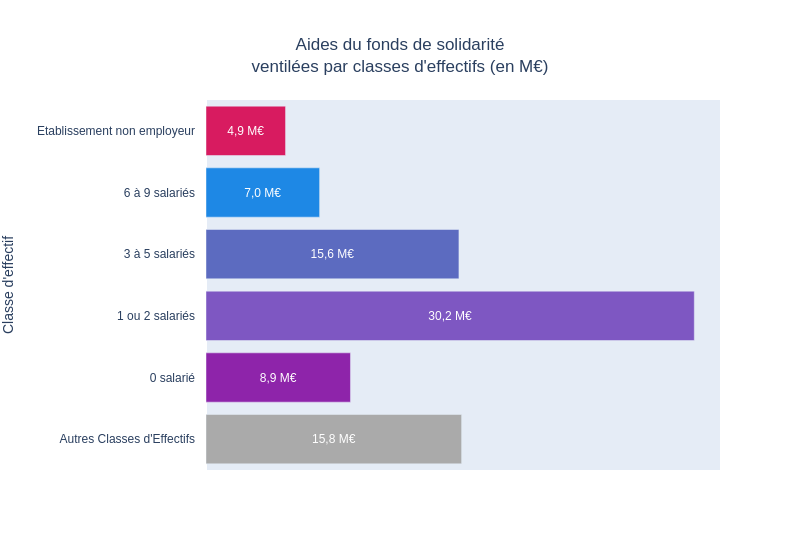 Aides du fonds de solidarité
ventilées par classes d'effectifs (en M€)
Classe d'effectif
Etablissement non employeur
4,9 M€
6 à 9 salariés
7,0 M€
3 à 5 salariés
15,6 M€
1 ou 2 salariés
30,2 M€
0 salarié
8,9 M€
Autres Classes d'Effectifs
15,8 M€